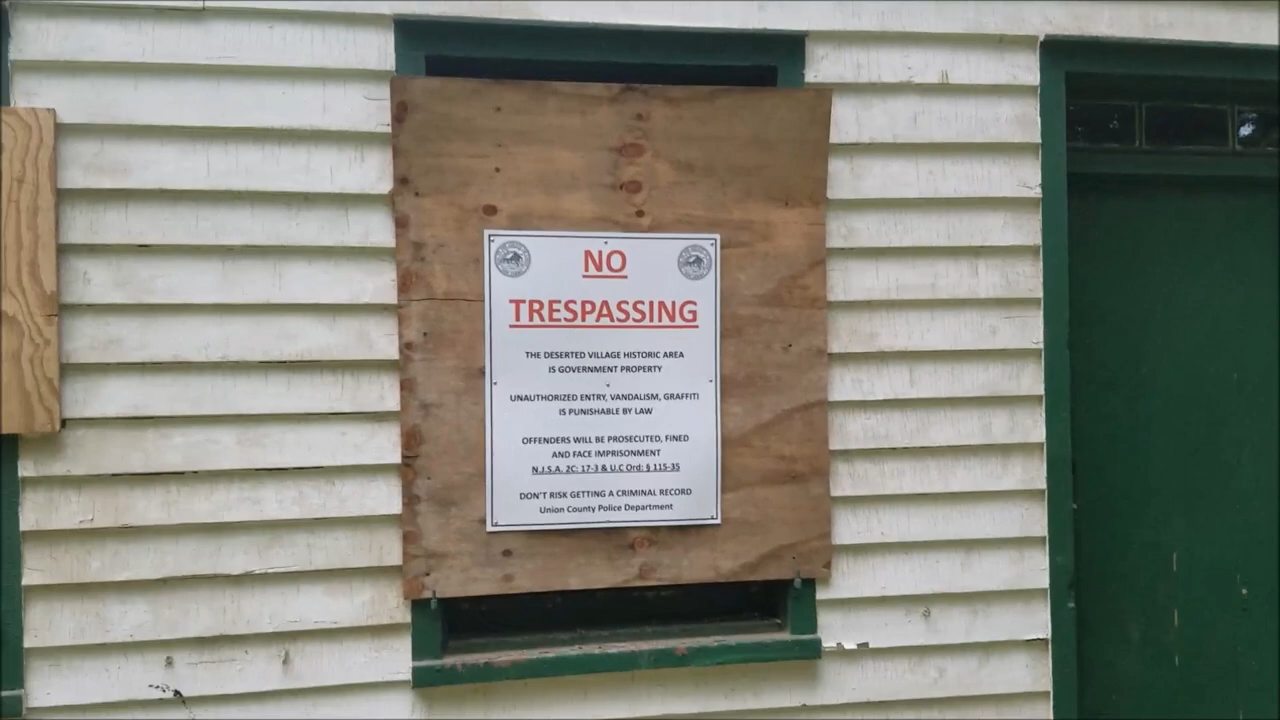 NO
TRESPASSING
THE DESERTED VILLAGE HISTORIC AREA
IS GOVERNMENT PROPERTY
UNAUTHORIZED ENTRY, VANDALISM, GRAFFITI
IS PUNISHABLE BY LAW
OFFENDERS WILL BE PROSECUTED, FINED
AND FACE IMPRISONMENT
N.J.S.A. 2C: 17-3 & U.C Ord: § 115-35
DON'T RISK GETTING A CRIMINAL RECORD
Union County Police Department